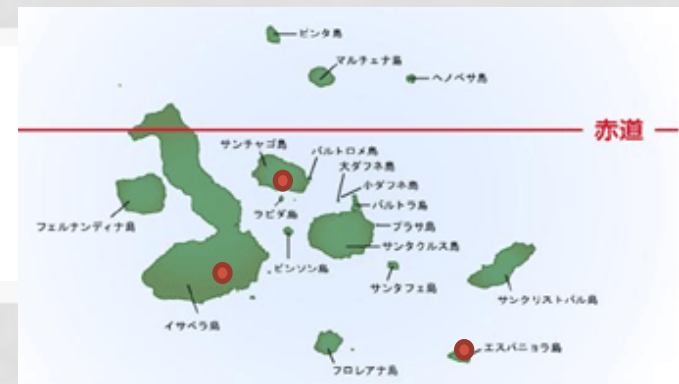 ピンタ島
マルチェナ島
ヘノベサ島
赤道
サンチャゴ島
バルトロメ島
大ダフネ島
小ダフネ島
バルトラ島
プラサ島
サンタクルス島
ラビダ島
フェルナンディナ島
ピンソン島
サンタフェ島
サンクリストバル島
イサベラ島
エスパニョラ島
フロレアナ島